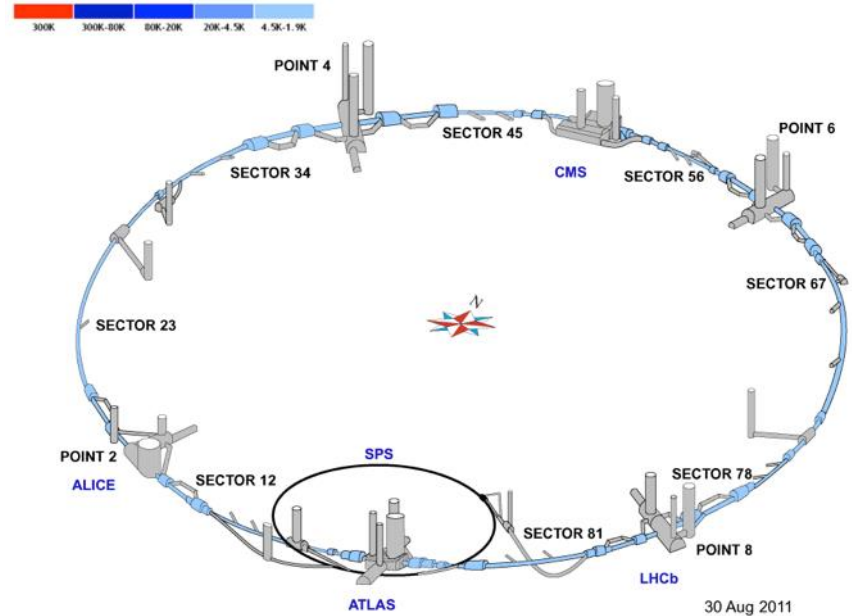 300K
300K-80K
80K-20K
20K-4.5K
4.5K-1.9K
POINT 4
SECTOR 45
POINT 6
SECTOR 34
CMS
SECTOR 56
SECTOR 67
N
SECTOR 23
POINT 2
ALICE
SECTOR 12
SPS
SECTOR 78
SECTOR 81
POINT 8
LHCb
ATLAS
30 Aug 2011